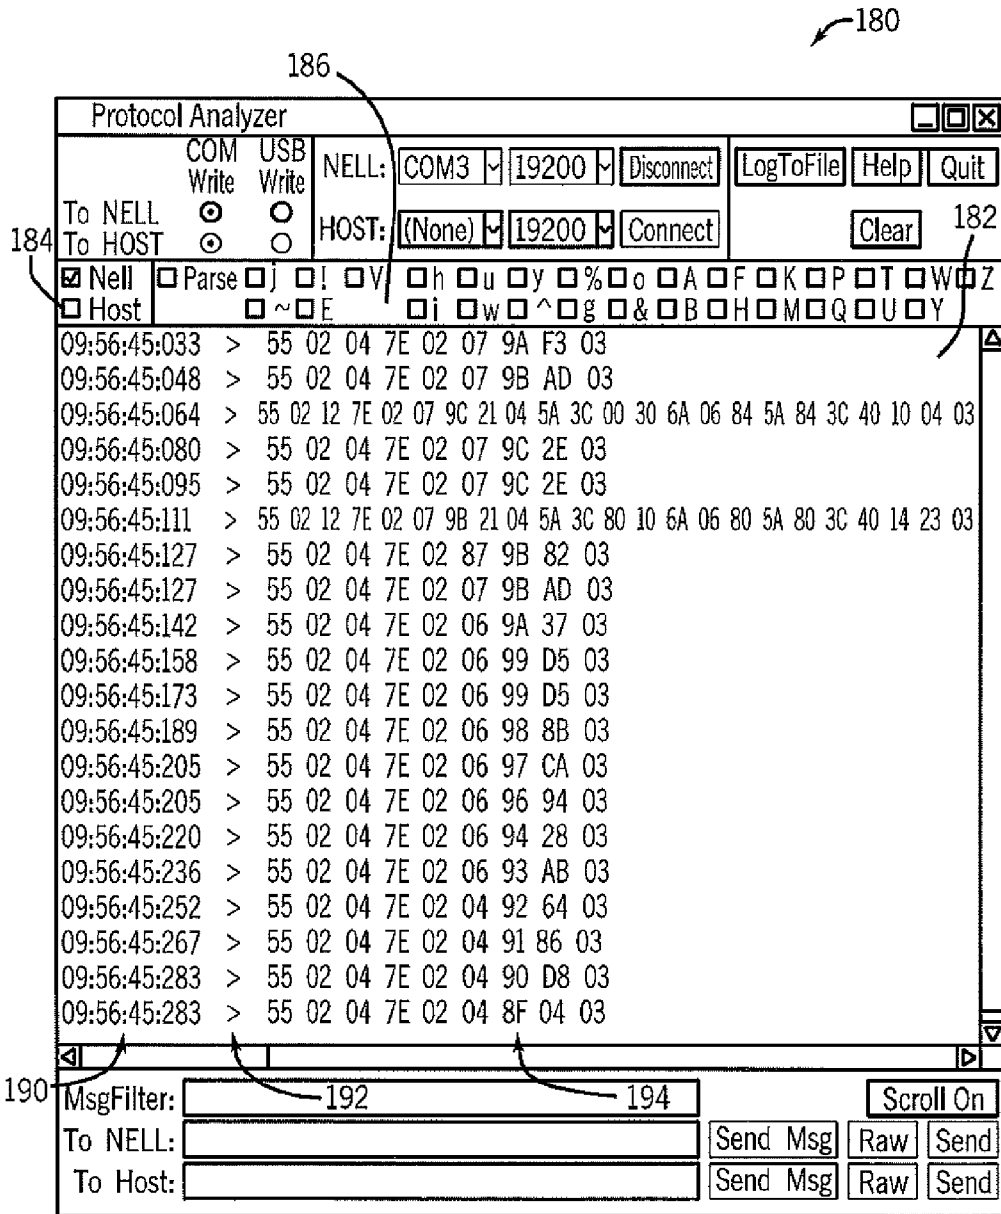 180
186
Protocol Analyzer
COM USB
Write Write
To NELL
To HOST
NELL: COM3 19200 Disconnect
HOST: (None) 19200 Connect
LogToFile Help Quit
Clear
182
184
Nell Parse j ! V h u y % o A F K P T W Z
Host ~ E i w ^ g & B H M Q U Y
09:56:45:033 > 55 02 04 7E 02 07 9A F3 03
09:56:45:048 > 55 02 04 7E 02 07 9B AD 03
09:56:45:064 > 55 02 12 7E 02 07 9C 21 04 5A 3C 00 30 6A 06 84 5A 84 3C 40 10 04 03
09:56:45:080 > 55 02 04 7E 02 07 9C 2E 03
09:56:45:095 > 55 02 04 7E 02 07 9C 2E 03
09:56:45:111 > 55 02 12 7E 02 07 9B 21 04 5A 3C 80 10 6A 06 80 5A 80 3C 40 14 23 03
09:56:45:127 > 55 02 04 7E 02 87 9B 82 03
09:56:45:127 > 55 02 04 7E 02 07 9B AD 03
09:56:45:142 > 55 02 04 7E 02 06 9A 37 03
09:56:45:158 > 55 02 04 7E 02 06 99 D5 03
09:56:45:173 > 55 02 04 7E 02 06 99 D5 03
09:56:45:189 > 55 02 04 7E 02 06 98 8B 03
09:56:45:205 > 55 02 04 7E 02 06 97 CA 03
09:56:45:205 > 55 02 04 7E 02 06 96 94 03
09:56:45:220 > 55 02 04 7E 02 06 94 28 03
09:56:45:236 > 55 02 04 7E 02 06 93 AB 03
09:56:45:252 > 55 02 04 7E 02 04 92 64 03
09:56:45:267 > 55 02 04 7E 02 04 91 86 03
09:56:45:283 > 55 02 04 7E 02 04 90 D8 03
09:56:45:283 > 55 02 04 7E 02 04 8F 04 03
190
MsgFilter: 192 194 Scroll On
To NELL: Send Msg Raw Send
To Host: Send Msg Raw Send